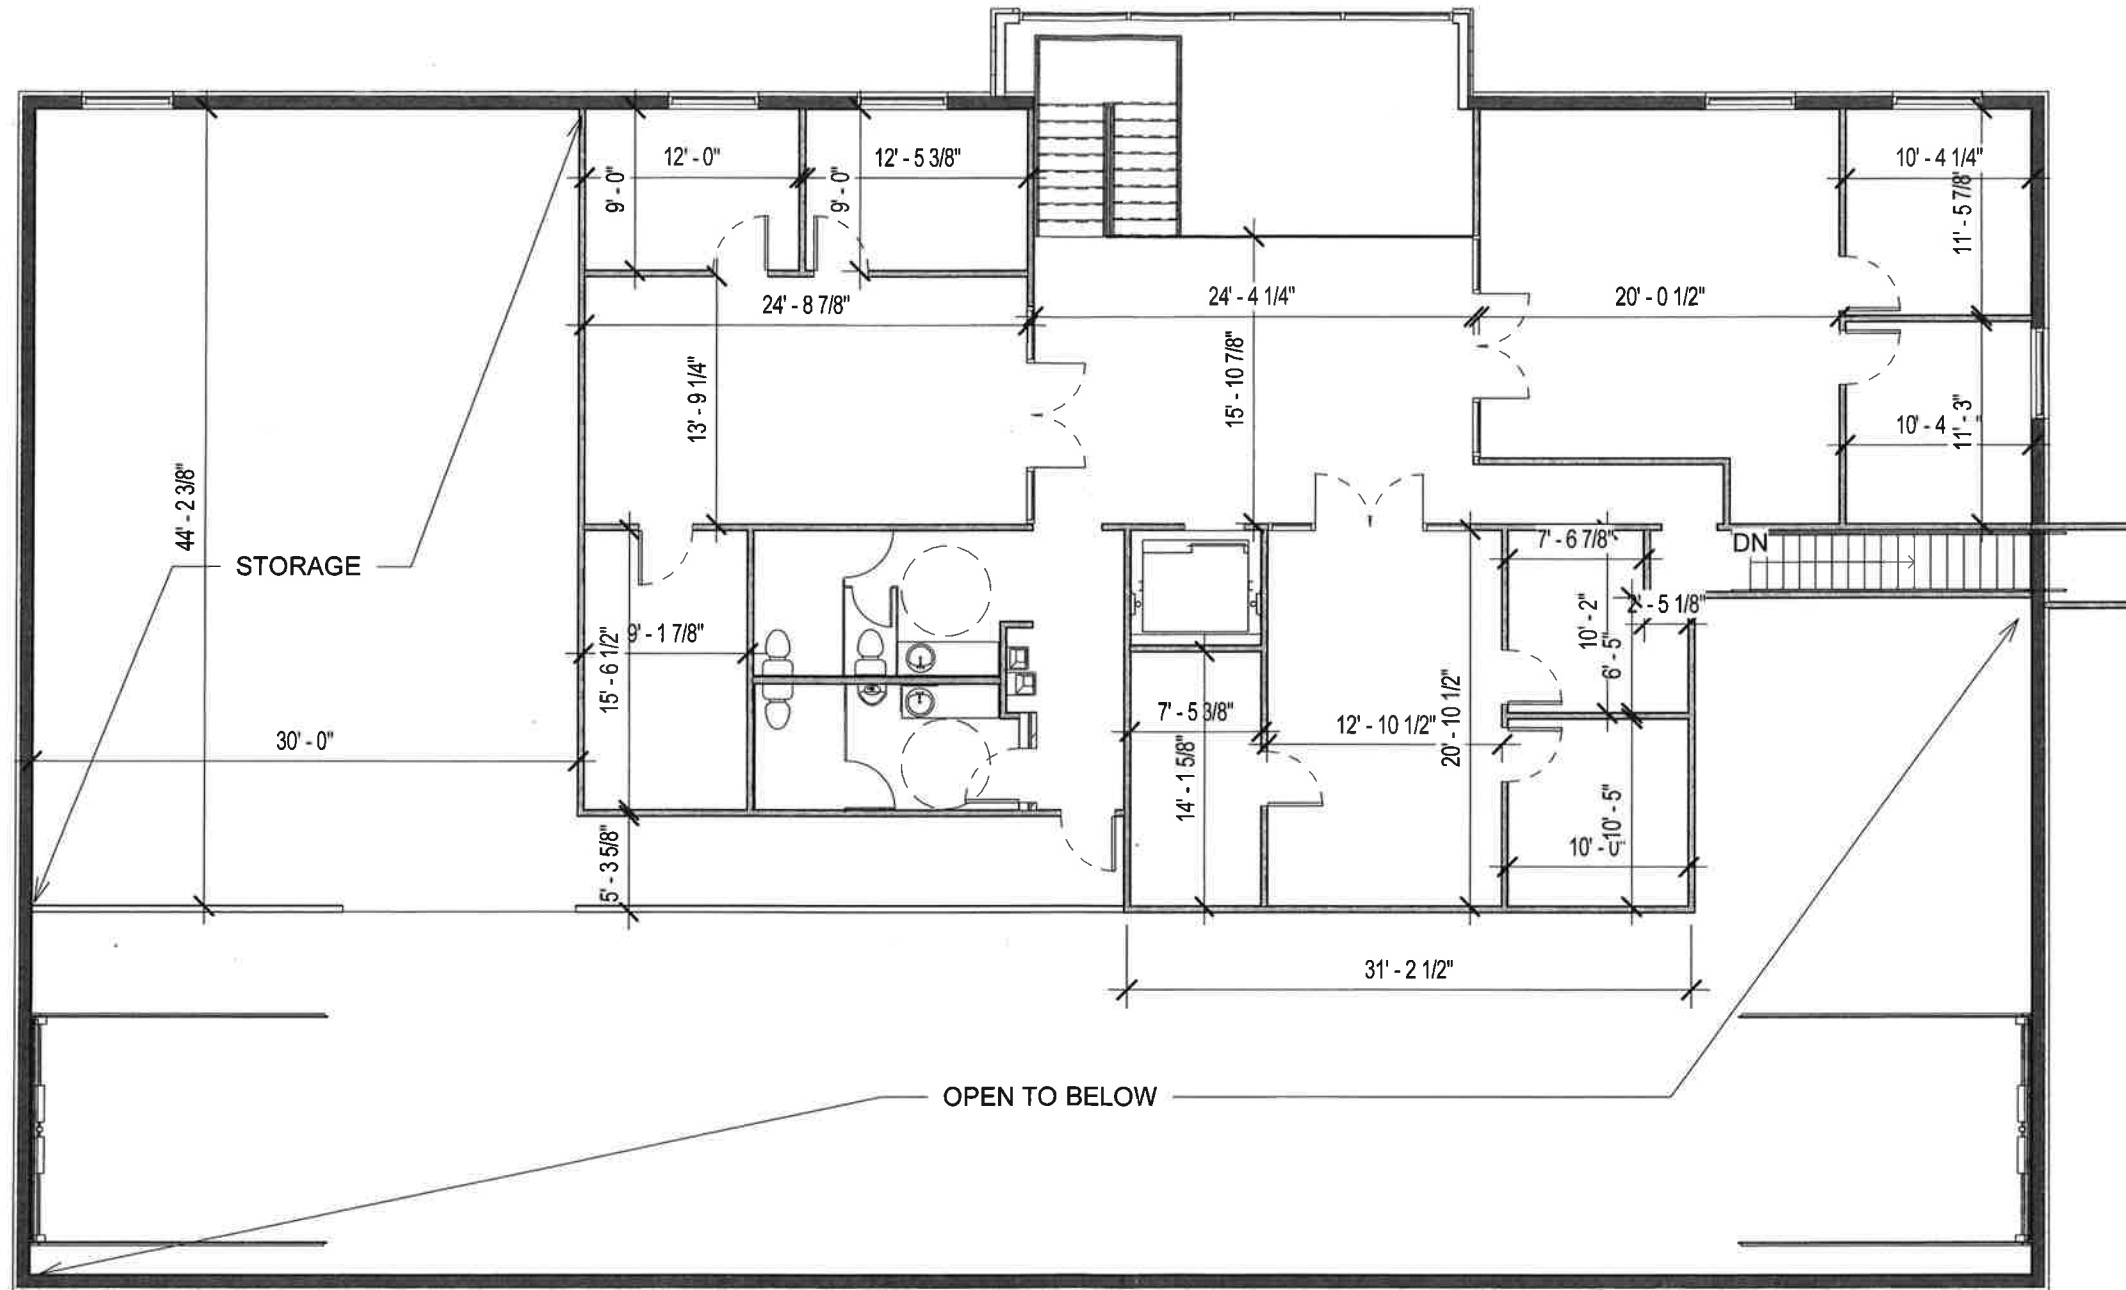 12' - 0"
12' - 5 3/8"
10' - 4 1/4"
9' - 0"
9' - 0"
11' - 5 7/8"
24' - 8 7/8"
24' - 4 1/4"
20' - 0 1/2"
13' - 9 1/4"
15' - 10 7/8"
10' - 4
11' - 3"
44' - 2 3/8"
STORAGE
7' - 6 7/8"
DN
2' - 5 1/8"
10' - 2"
6' - 5"
9' - 1 7/8"
15' - 6 1/2"
7' - 5 3/8"
12' - 10 1/2"
20' - 10 1/2"
30' - 0"
14' - 1 5/8"
5' - 3 5/8"
10' - 5"
10' - 0"
31' - 2 1/2"
OPEN TO BELOW